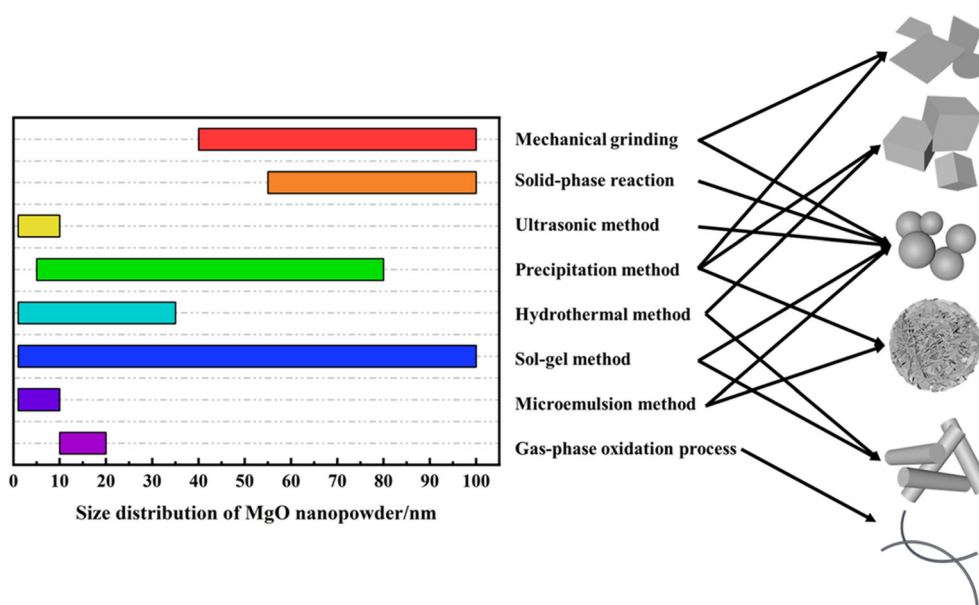 Mechanical grinding
Solid-phase reaction
Ultrasonic method
Precipitation method
Hydrothermal method
Sol-gel method
Microemulsion method
Gas-phase oxidation process
0 10 20 30 40 50 60 70 80 90 100
Size distribution of MgO nanopowder/nm